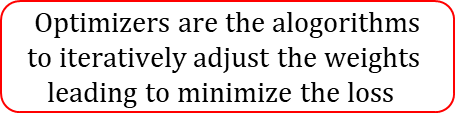 Optimizers are the alogorithms
to iteratively adjust the weights
leading to minimize the loss